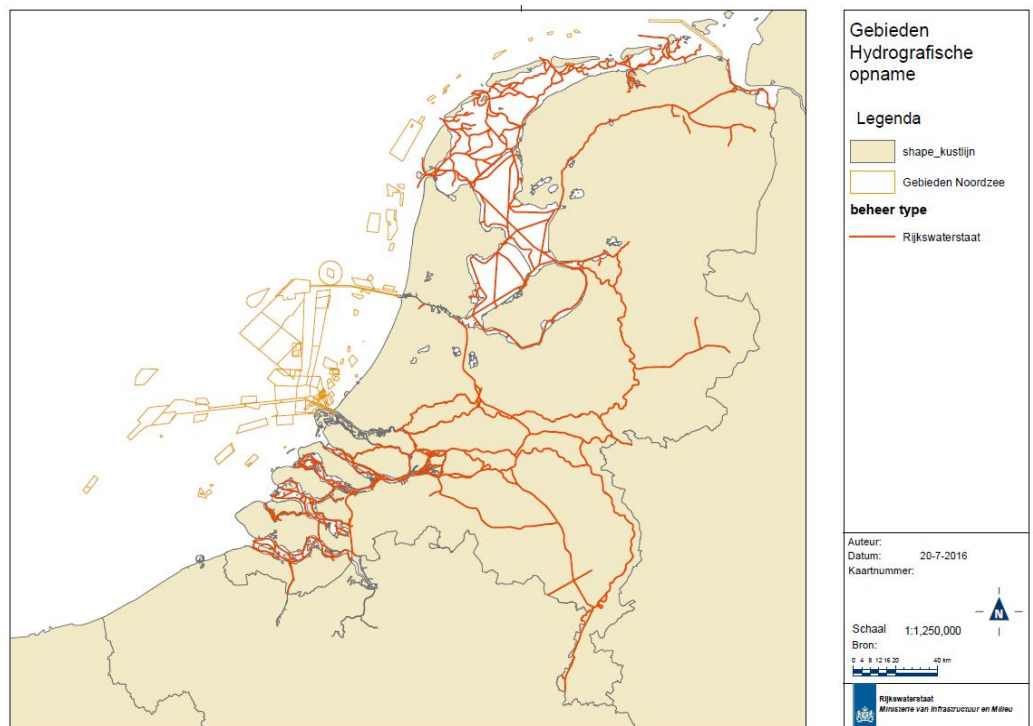 Gebieden
Hydrografische
opname
Legenda
shape_kustlijn
Gebieden Noordzee
beheer type
Rijkswaterstaat
Auteur:
Datum: 20-7-2016
Kaartnummer:
N
Schaal 1:1,250,000
Bron:
0 4 8 12 16 20 40 km
Rijkswaterstaat
Ministerie van Infrastructuur en Milieu